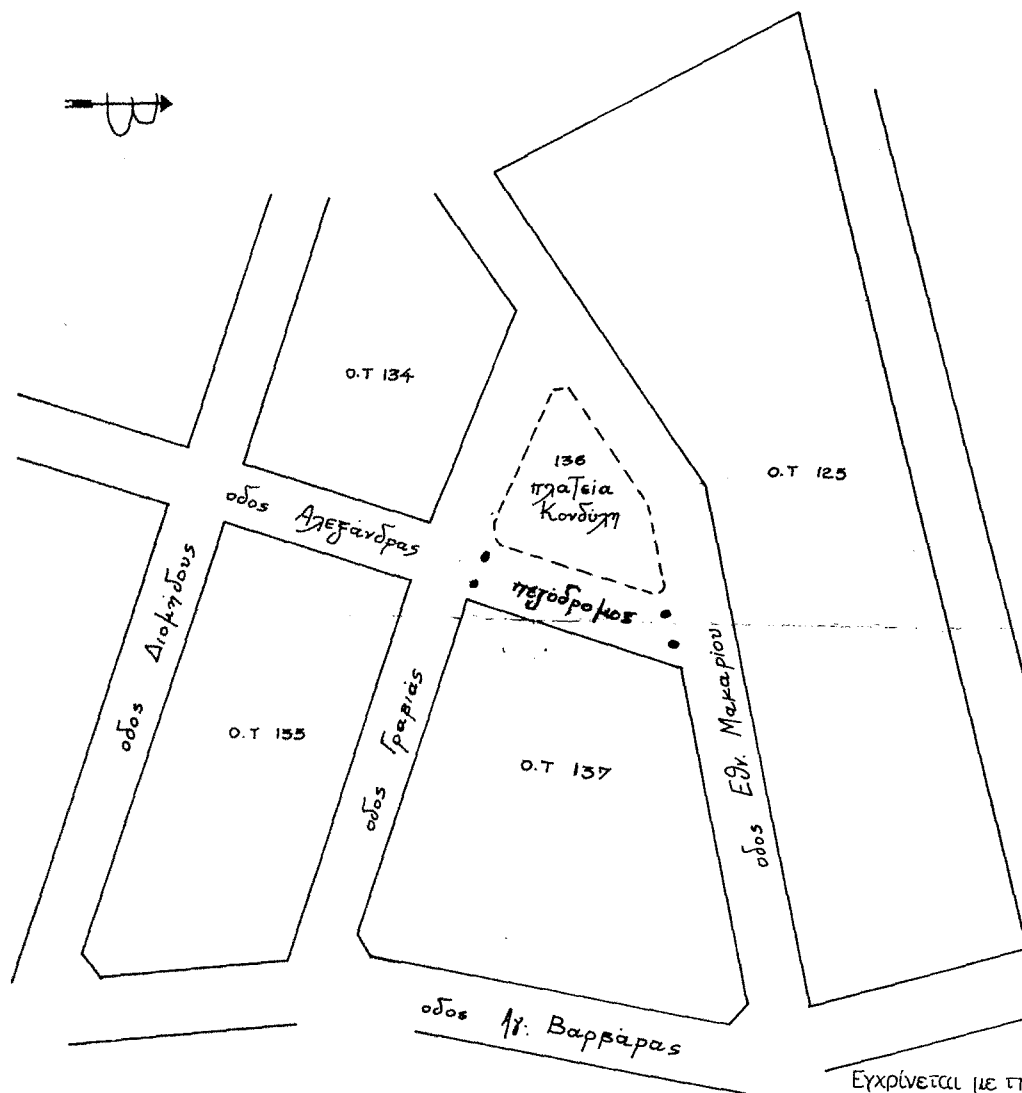 Ο.Τ 134
136
πλατεία
Κονδύλη
Ο.Τ 125
οδος Αλεξάνδρας
πεζόδρομος
οδος Διομήδους
οδος Γραβιάς
οδος Εθν. Μακαρίου
Ο.Τ 135
Ο.Τ 137
οδος Αγ. Βαρβάρας
Εγκρίνεται με τη